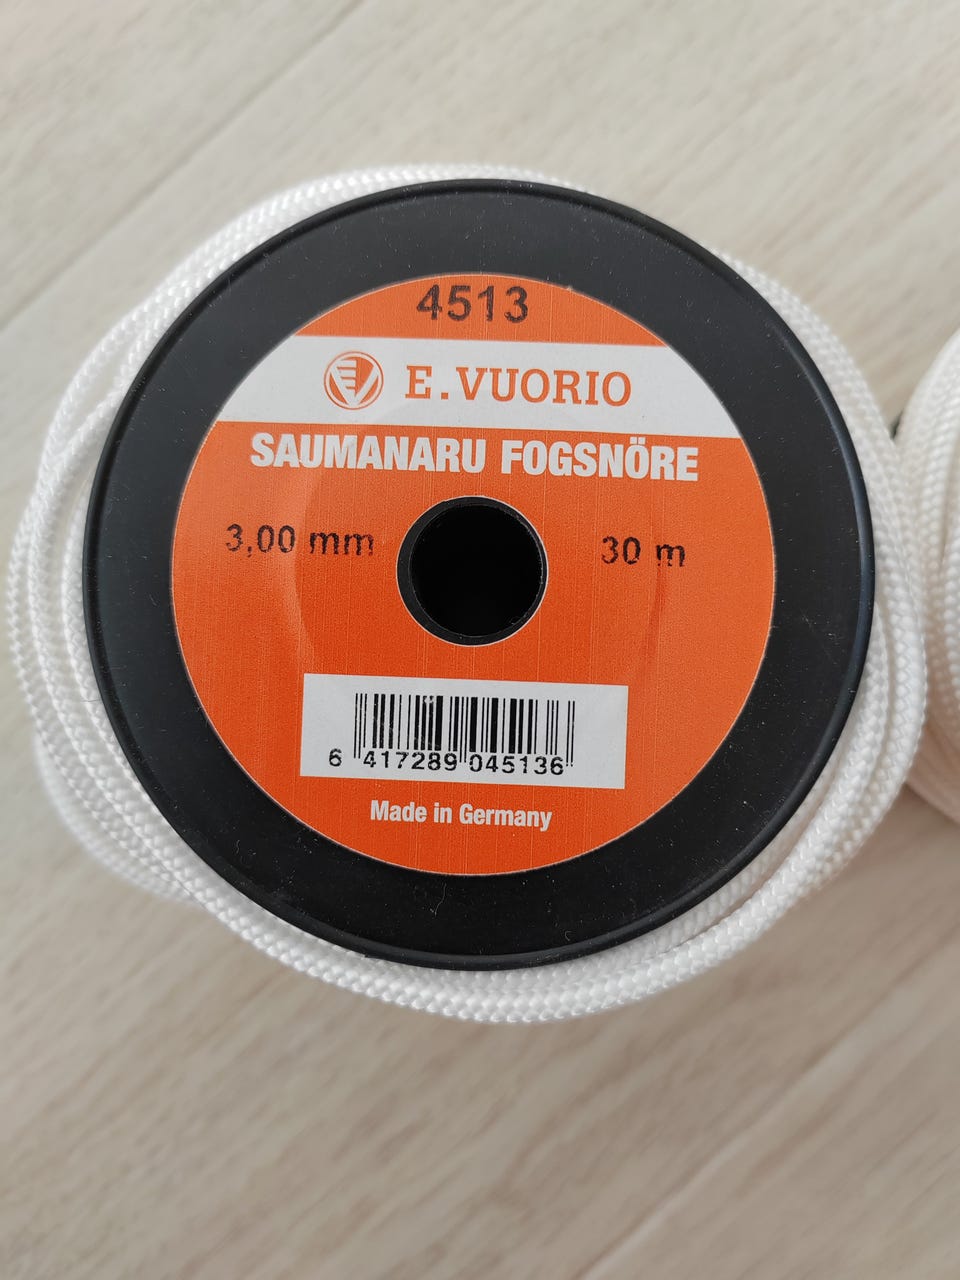 4513
E.VUORIO
SAUMANARU FOGSNÖRE
3,00 mm 30 m
6 417289 045136
Made in Germany